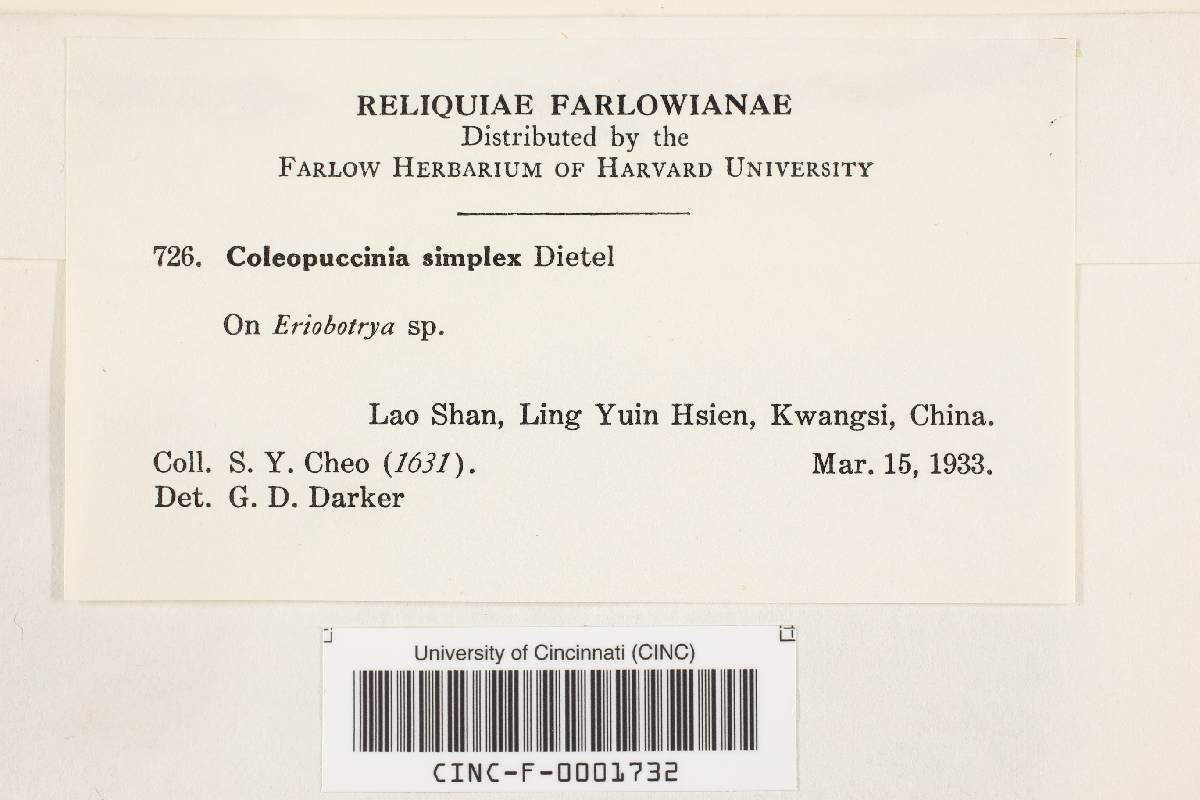 RELIQUIAE FARLOWIANAE
Distributed by the
FARLOW HERBARIUM OF HARVARD UNIVERSITY
726. Coleopuccinia simplex Dietel
On Eriobotrya sp.
Lao Shan, Ling Yuin Hsien, Kwangsi, China.
Coll. S. Y. Cheo (1631). Mar. 15, 1933.
Det. G. D. Darker
University of Cincinnati (CINC)
CINC-F-0001732